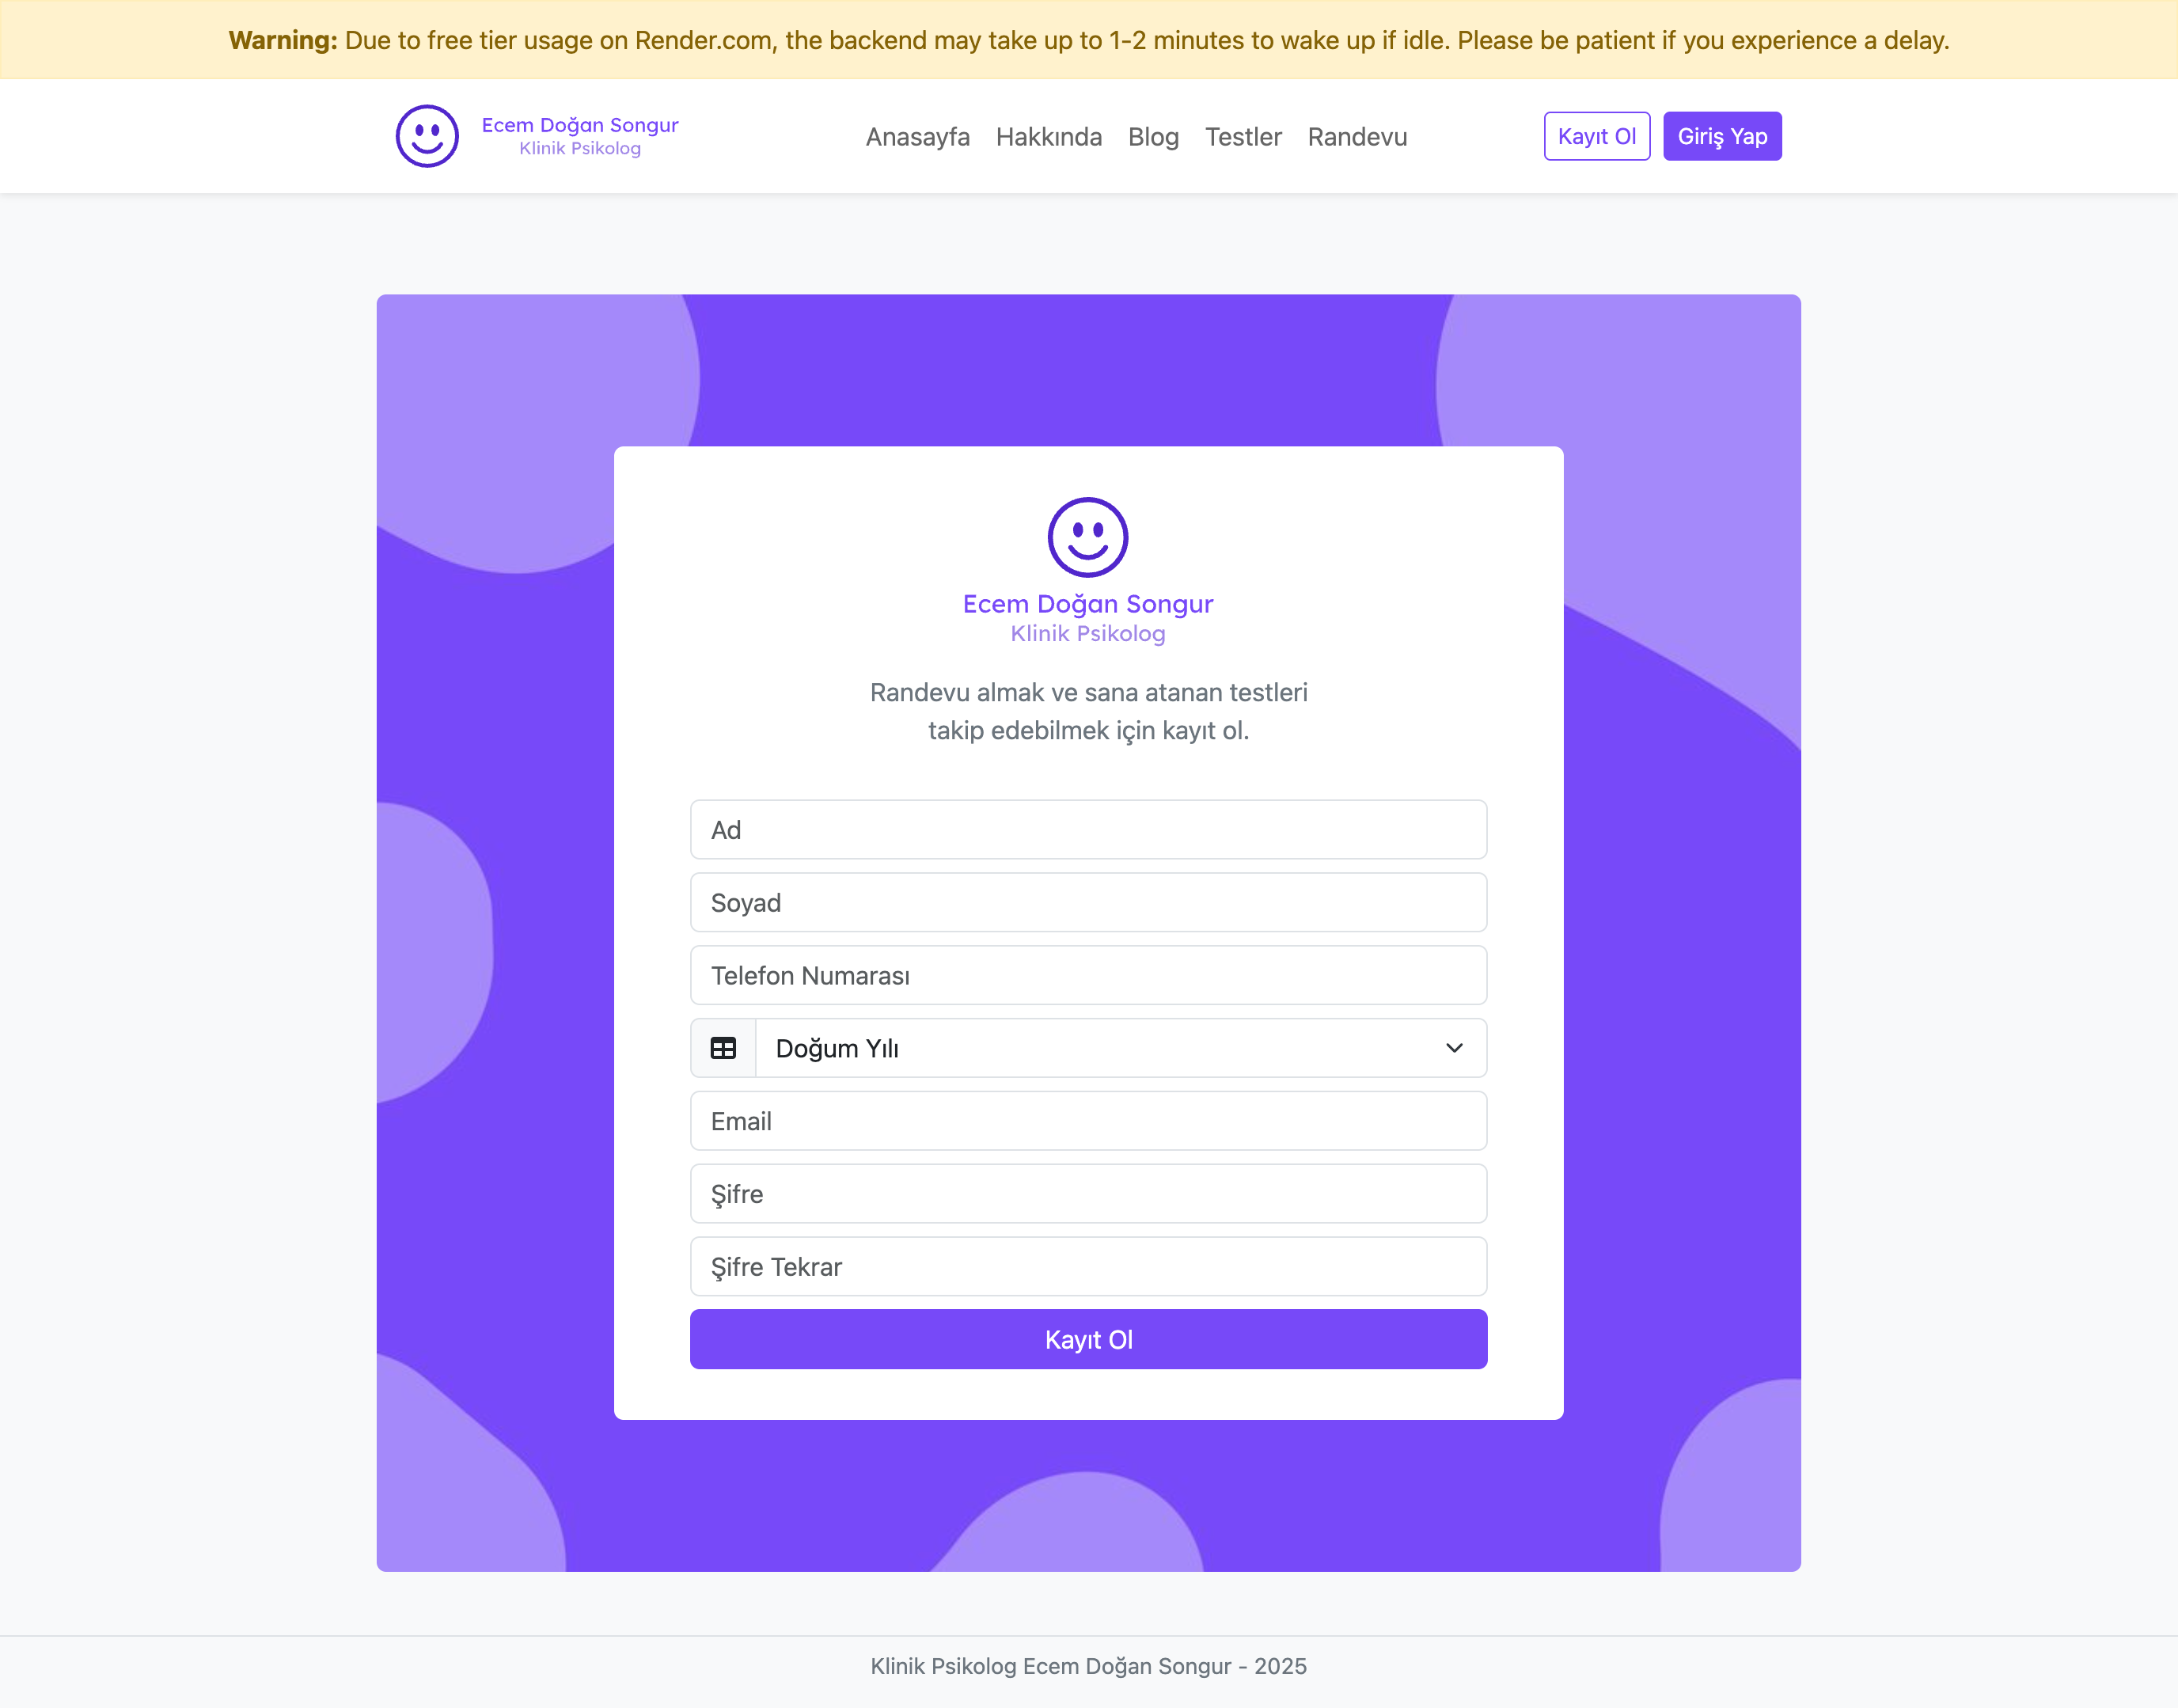 Warning: Due to free tier usage on Render.com, the backend may take up to 1-2 minutes to wake up if idle. Please be patient if you experience a delay.
Ecem Doğan Songur
Klinik Psikolog
Anasayfa Hakkında Blog Testler Randevu
Kayıt Ol Giriş Yap
Ecem Doğan Songur
Klinik Psikolog
Randevu almak ve sana atanan testleri
takip edebilmek için kayıt ol.
Ad
Soyad
Telefon Numarası
Doğum Yılı
Email
Şifre
Şifre Tekrar
Kayıt Ol
Klinik Psikolog Ecem Doğan Songur - 2025